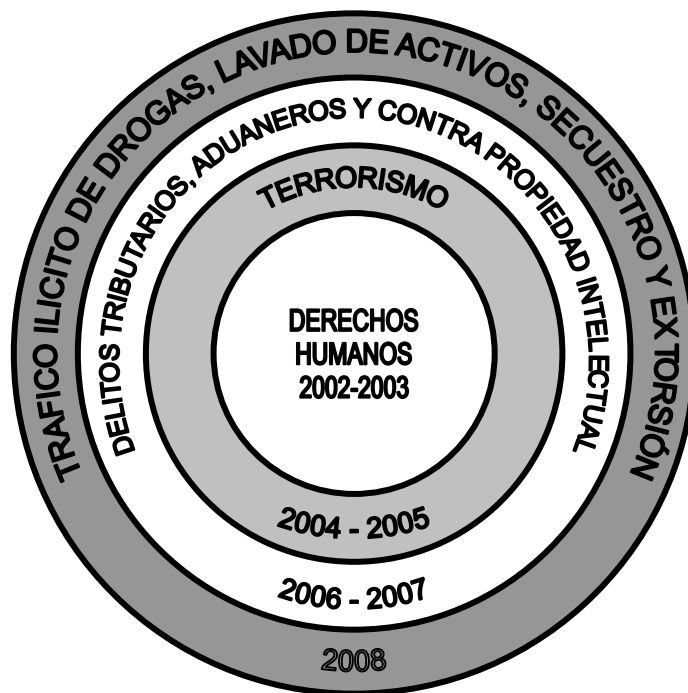 TRAFICO ILICITO DE DROGAS, LAVADO DE ACTIVOS, SECUESTRO Y EXTORSIÓN
DELITOS TRIBUTARIOS, ADUANEROS Y CONTRA PROPIEDAD INTELECTUAL
TERRORISMO
DERECHOS
HUMANOS
2002-2003
2004 - 2005
2006 - 2007
2008